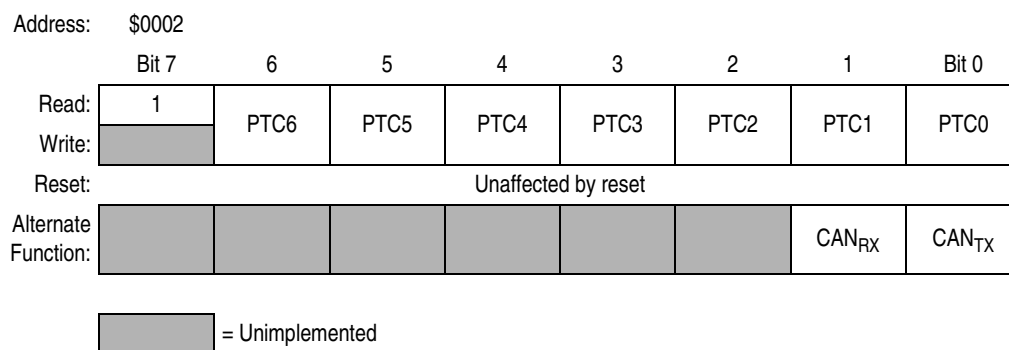 Address: $0002
Bit 7 6 5 4 3 2 1 Bit 0
Read: 1 PTC6 PTC5 PTC4 PTC3 PTC2 PTC1 PTC0
Write:
Reset: Unaffected by reset
Alternate
Function: CANRX CANTX
= Unimplemented